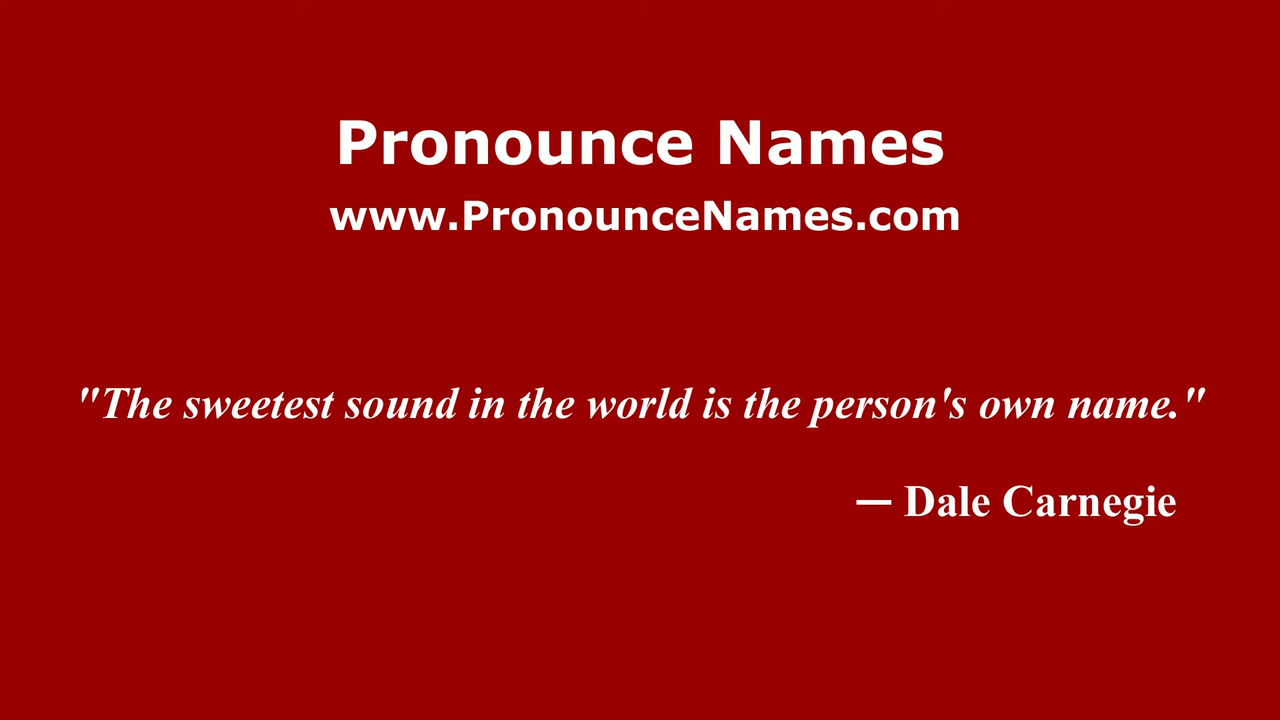 Pronounce Names
www.PronounceNames.com
"The sweetest sound in the world is the person's own name."
— Dale Carnegie